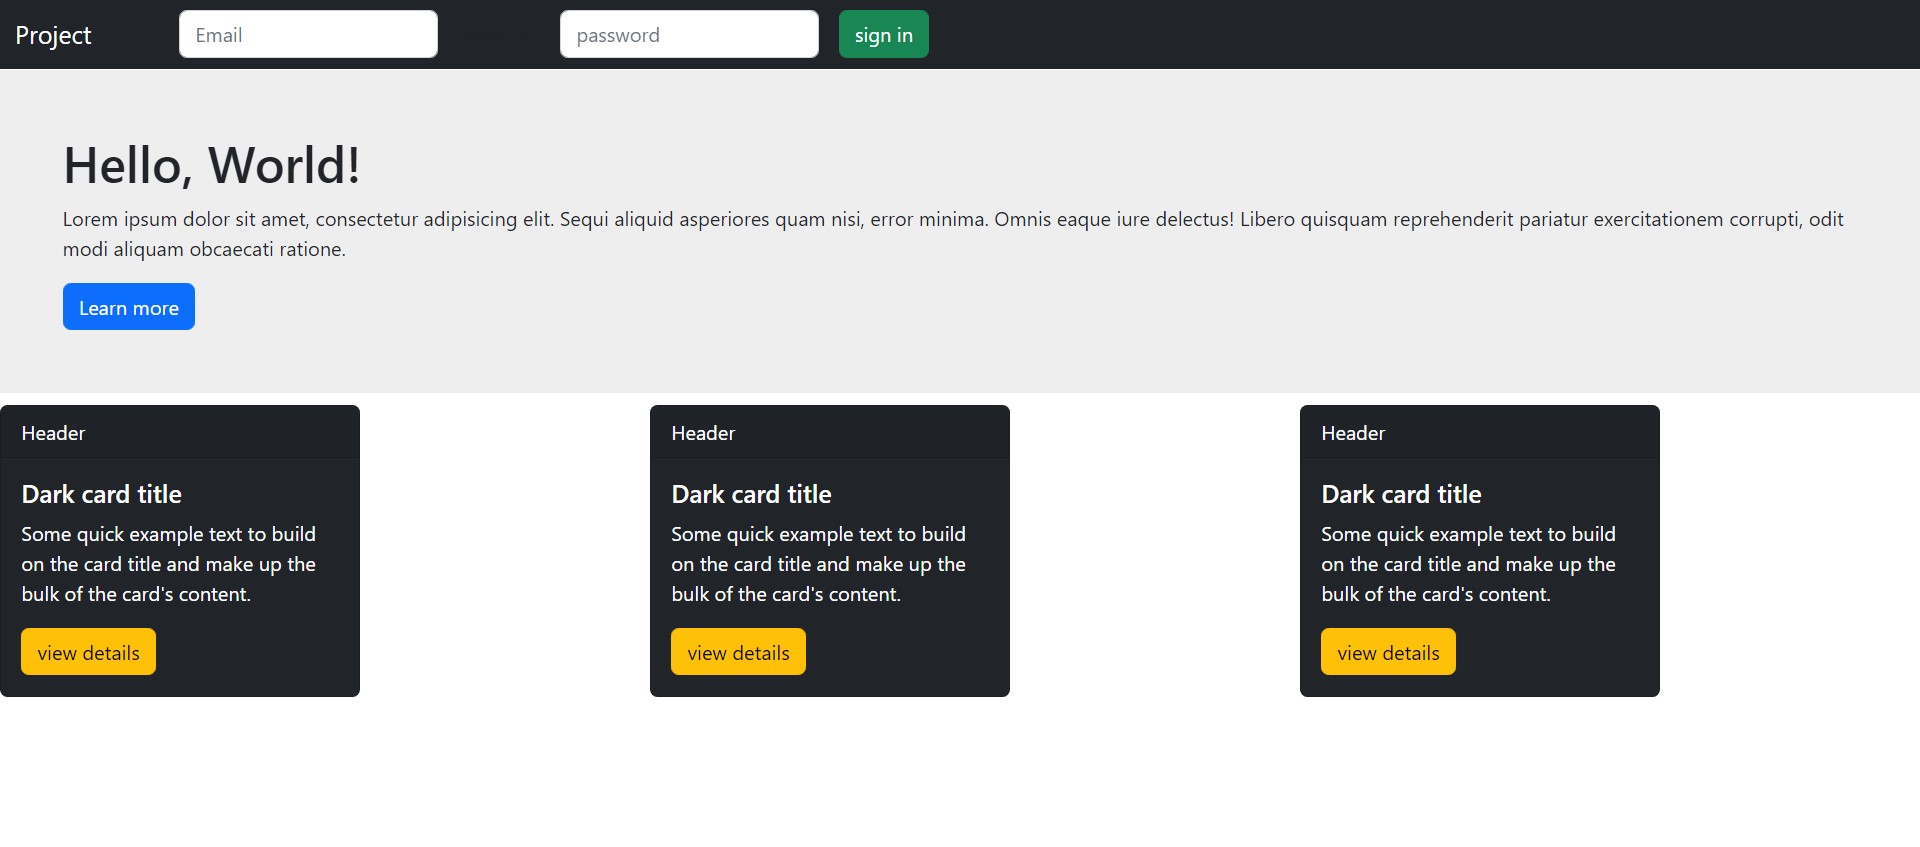 Project Email password sign in
Hello, World!
Lorem ipsum dolor sit amet, consectetur adipisicing elit. Sequi aliquid asperiores quam nisi, error minima. Omnis eaque iure delectus! Libero quisquam reprehenderit pariatur exercitationem corrupti, odit
modi aliquam obcaecati ratione.
Learn more
Header
Dark card title
Some quick example text to build
on the card title and make up the
bulk of the card's content.
view details
Header
Dark card title
Some quick example text to build
on the card title and make up the
bulk of the card's content.
view details
Header
Dark card title
Some quick example text to build
on the card title and make up the
bulk of the card's content.
view details